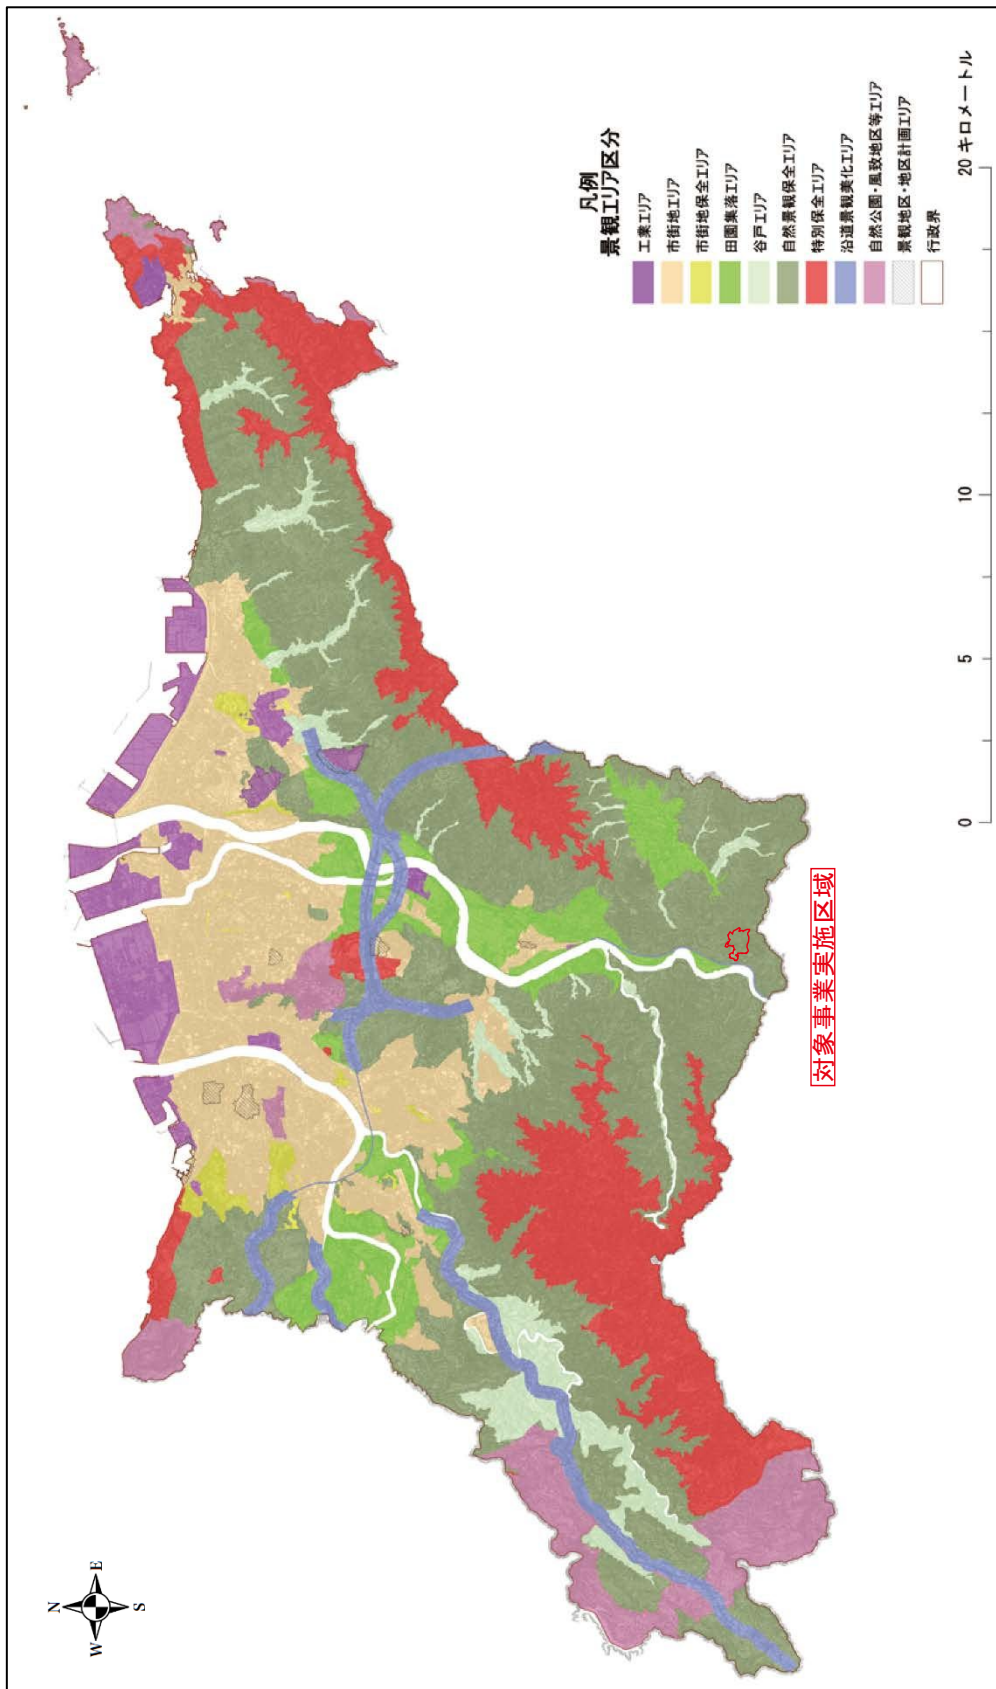 凡例
景観エリア区分
工業エリア
市街地エリア
市街地保全エリア
田園集落エリア
谷戸エリア
自然景観保全エリア
特別保全エリア
沿道景観美化エリア
自然公園・風致地区等エリア
景観地区・地区計画エリア
行政界
0 5 10 20 キロメートル
対象事業実施区域
N
W E
S